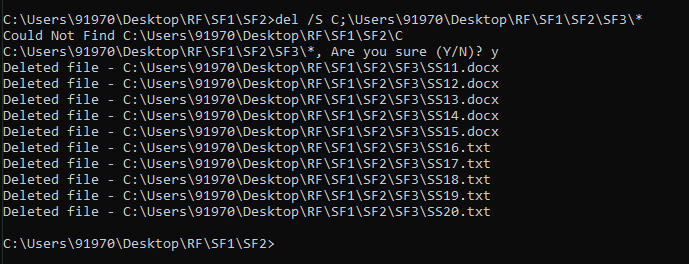 C:\Users\91970\Desktop\RF\SF1\SF2>del /S C;\Users\91970\Desktop\RF\SF1\SF2\SF3\*
Could Not Find C:\Users\91970\Desktop\RF\SF1\SF2\C
C:\Users\91970\Desktop\RF\SF1\SF2\SF3\*, Are you sure (Y/N)? y
Deleted file - C:\Users\91970\Desktop\RF\SF1\SF2\SF3\SS11.docx
Deleted file - C:\Users\91970\Desktop\RF\SF1\SF2\SF3\SS12.docx
Deleted file - C:\Users\91970\Desktop\RF\SF1\SF2\SF3\SS13.docx
Deleted file - C:\Users\91970\Desktop\RF\SF1\SF2\SF3\SS14.docx
Deleted file - C:\Users\91970\Desktop\RF\SF1\SF2\SF3\SS15.docx
Deleted file - C:\Users\91970\Desktop\RF\SF1\SF2\SF3\SS16.txt
Deleted file - C:\Users\91970\Desktop\RF\SF1\SF2\SF3\SS17.txt
Deleted file - C:\Users\91970\Desktop\RF\SF1\SF2\SF3\SS18.txt
Deleted file - C:\Users\91970\Desktop\RF\SF1\SF2\SF3\SS19.txt
Deleted file - C:\Users\91970\Desktop\RF\SF1\SF2\SF3\SS20.txt
C:\Users\91970\Desktop\RF\SF1\SF2>